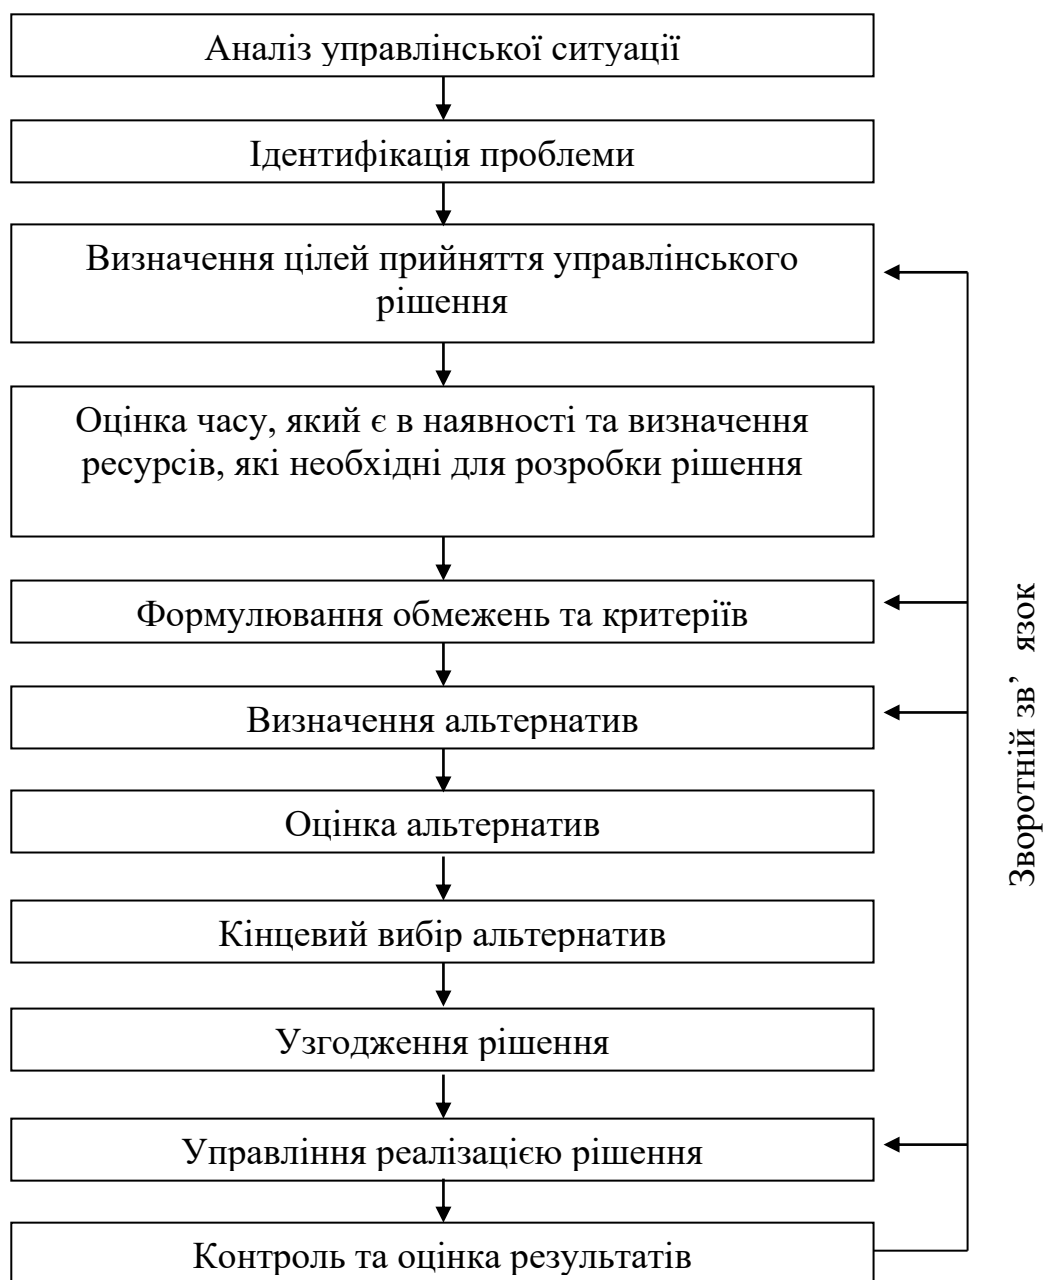 Аналіз управлінської ситуації
Ідентифікація проблеми
Визначення цілей прийняття управлінського
рішення
Оцінка часу, який є в наявності та визначення
ресурсів, які необхідні для розробки рішення
Формулювання обмежень та критеріїв
Визначення альтернатив
Оцінка альтернатив
Кінцевий вибір альтернатив
Узгодження рішення
Управління реалізацією рішення
Контроль та оцінка результатів
Зворотній зв’ язок